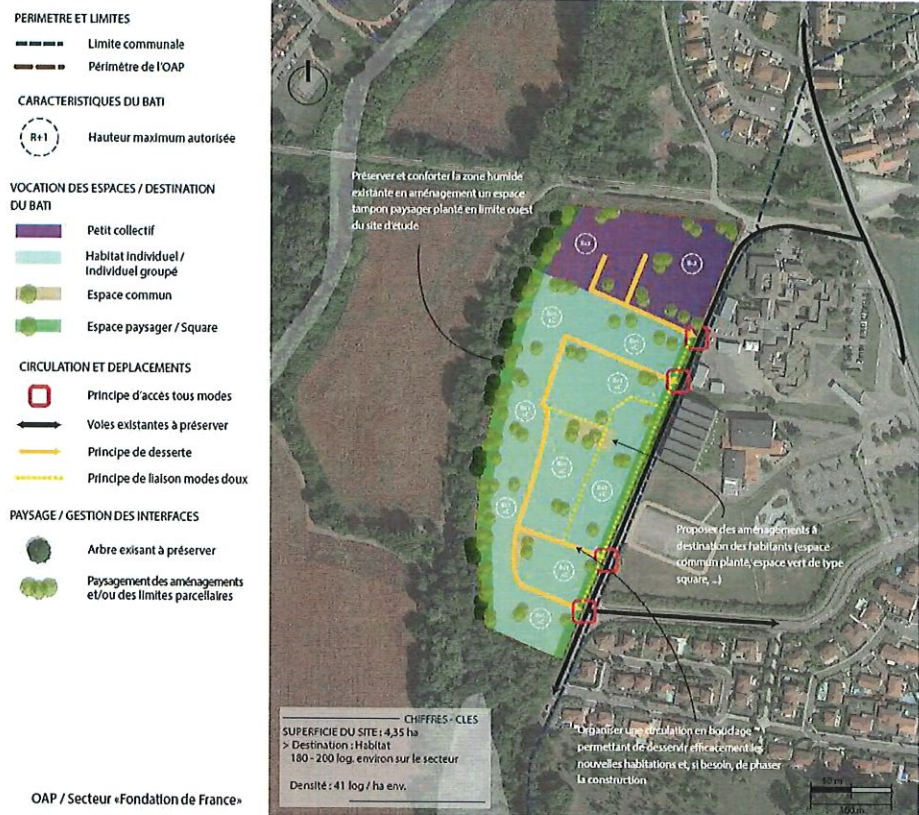 PERIMETRE ET LIMITES
Limite communale
Périmètre de l'OAP
CARACTERISTIQUES DU BATI
R+1
Hauteur maximum autorisée
VOCATION DES ESPACES / DESTINATION
DU BATI
Petit collectif
Habitat individuel /
individuel groupé
Espace commun
Espace paysager / Square
CIRCULATION ET DEPLACEMENTS
Principe d'accès tous modes
Voies existantes à préserver
Principe de desserte
Principe de liaison modes doux
PAYSAGE / GESTION DES INTERFACES
Arbre exisant à préserver
Paysagement des aménagements
et/ou des limites parcellaires
OAP / Secteur «Fondation de France»
Préserver et conforter la zone humide
existante en aménagement un espace
tampon paysager planté en limite ouest
du site d'étude
Proposer des aménagements à
destination des habitants (espace
commun planté, espace vert de type
square, ...)
Organiser une circulation en bouclage
permettant de desservir efficacement les
nouvelles habitations et, si besoin, de phaser
la construction
CHIFFRES - CLES
SUPERFICIE DU SITE : 4,35 ha
> Destination : Habitat
180 - 200 log. environ sur le secteur
Densité : 41 log / ha env.
50 m
100 m